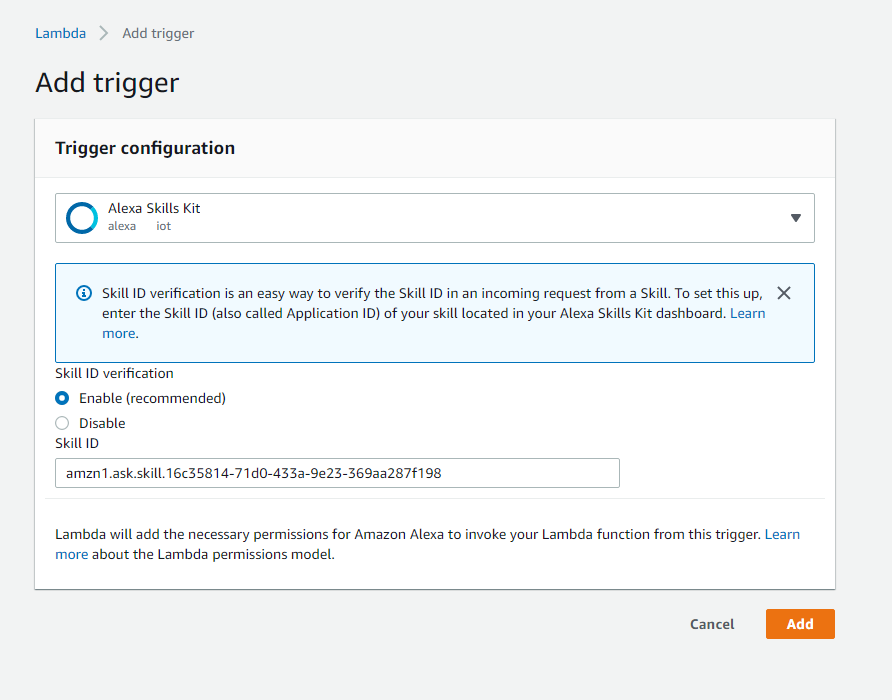 Lambda > Add trigger
Add trigger
Trigger configuration
Alexa Skills Kit
alexa iot
Skill ID verification is an easy way to verify the Skill ID in an incoming request from a Skill. To set this up,
enter the Skill ID (also called Application ID) of your skill located in your Alexa Skills Kit dashboard. Learn
more.
Skill ID verification
Enable (recommended)
Disable
Skill ID
amzn1.ask.skill.16c35814-71d0-433a-9e23-369aa287f198
Lambda will add the necessary permissions for Amazon Alexa to invoke your Lambda function from this trigger. Learn
more about the Lambda permissions model.
Cancel Add